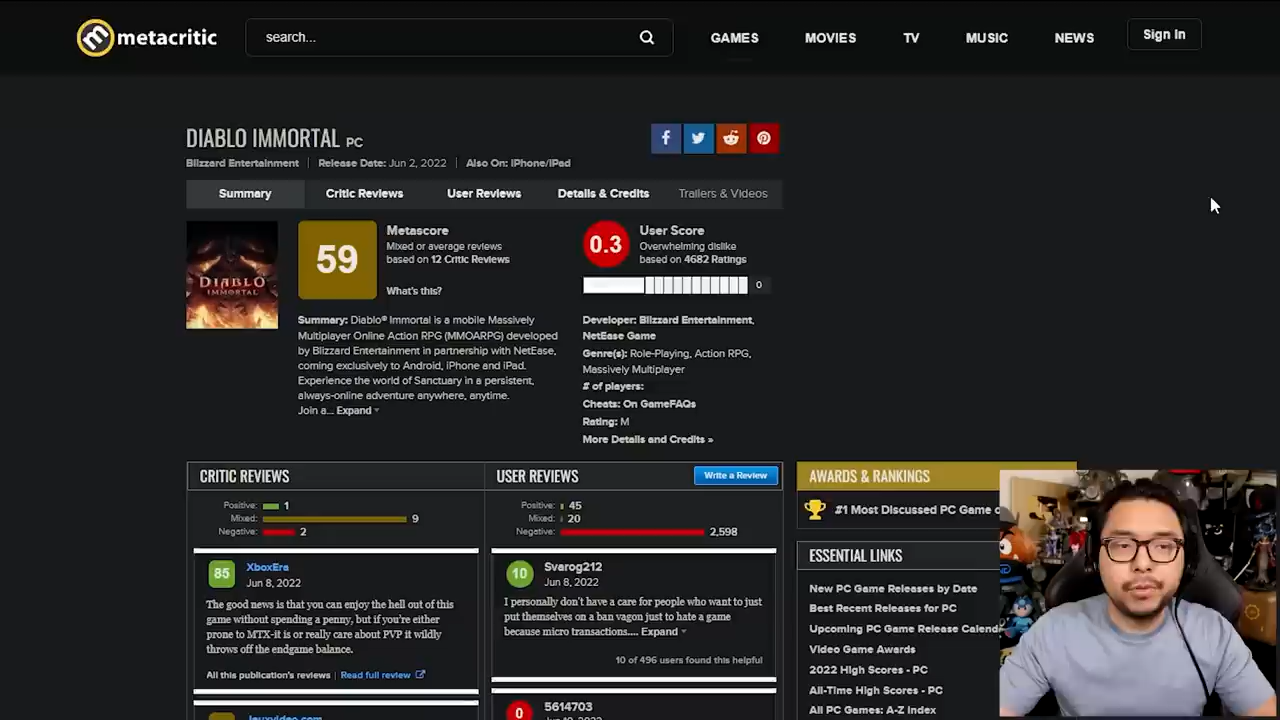 metacritic
search...
GAMES
MOVIES
TV
MUSIC
NEWS
Sign In
DIABLO IMMORTAL PC
Blizzard Entertainment
Release Date: Jun 2, 2022
Also On: iPhone/iPad
Summary
Critic Reviews
User Reviews
Details & Credits
Trailers & Videos
DIABLO
IMMORTAL
59
Metascore
Mixed or average reviews
based on 12 Critic Reviews
What's this?
Summary: Diablo® Immortal is a mobile Massively
Multiplayer Online Action RPG (MMOARPG) developed
by Blizzard Entertainment in partnership with NetEase,
coming exclusively to Android, iPhone and iPad.
Experience the world of Sanctuary in a persistent,
always-online adventure anywhere, anytime.
Join a... Expand
0.3
User Score
Overwhelming dislike
based on 4682 Ratings
0
Developer: Blizzard Entertainment,
NetEase Game
Genre(s): Role-Playing, Action RPG,
Massively Multiplayer
# of players:
Cheats: On GameFAQs
Rating: M
More Details and Credits »
CRITIC REVIEWS
Positive: 1
Mixed: 9
Negative: 2
85
XboxEra
Jun 8, 2022
The good news is that you can enjoy the hell out of this
game without spending a penny, but if you're either
prone to MTX-it is or really care about PVP it wildly
throws off the endgame balance.
All this publication's reviews
Read full review
Jeuxvideo.com
USER REVIEWS
Write a Review
Positive: 45
Mixed: 20
Negative: 2,598
10
Svarog212
Jun 8, 2022
I personally don't have a care for people who want to just
put themselves on a ban vagon just to hate a game
because micro transactions.... Expand
10 of 496 users found this helpful
0
5614703
AWARDS & RANKINGS
#1 Most Discussed PC Game o
ESSENTIAL LINKS
New PC Game Releases by Date
Best Recent Releases for PC
Upcoming PC Game Release Calend
Video Game Awards
2022 High Scores - PC
All-Time High Scores - PC
All PC Games: A-Z Index